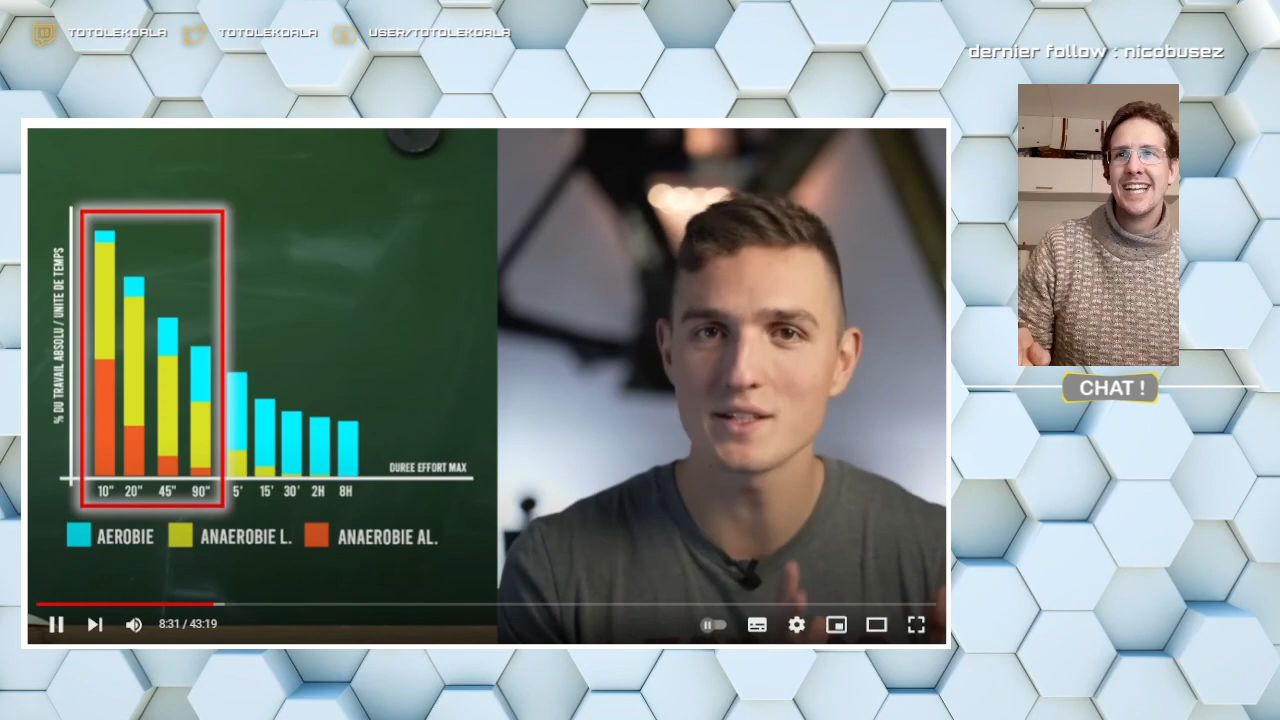 TOTOLEKOALA TOTOLEKOALA USER/TOTOLEKOALA
dernier follow : nicobusez
CHAT !
% DU TRAVAIL ABSOLU / UNITE DE TEMPS
DUREE EFFORT MAX
10" 20" 45" 90" 5' 15' 30' 2H 8H
AEROBIE ANAEROBIE L. ANAEROBIE AL.
8:31 / 43:19